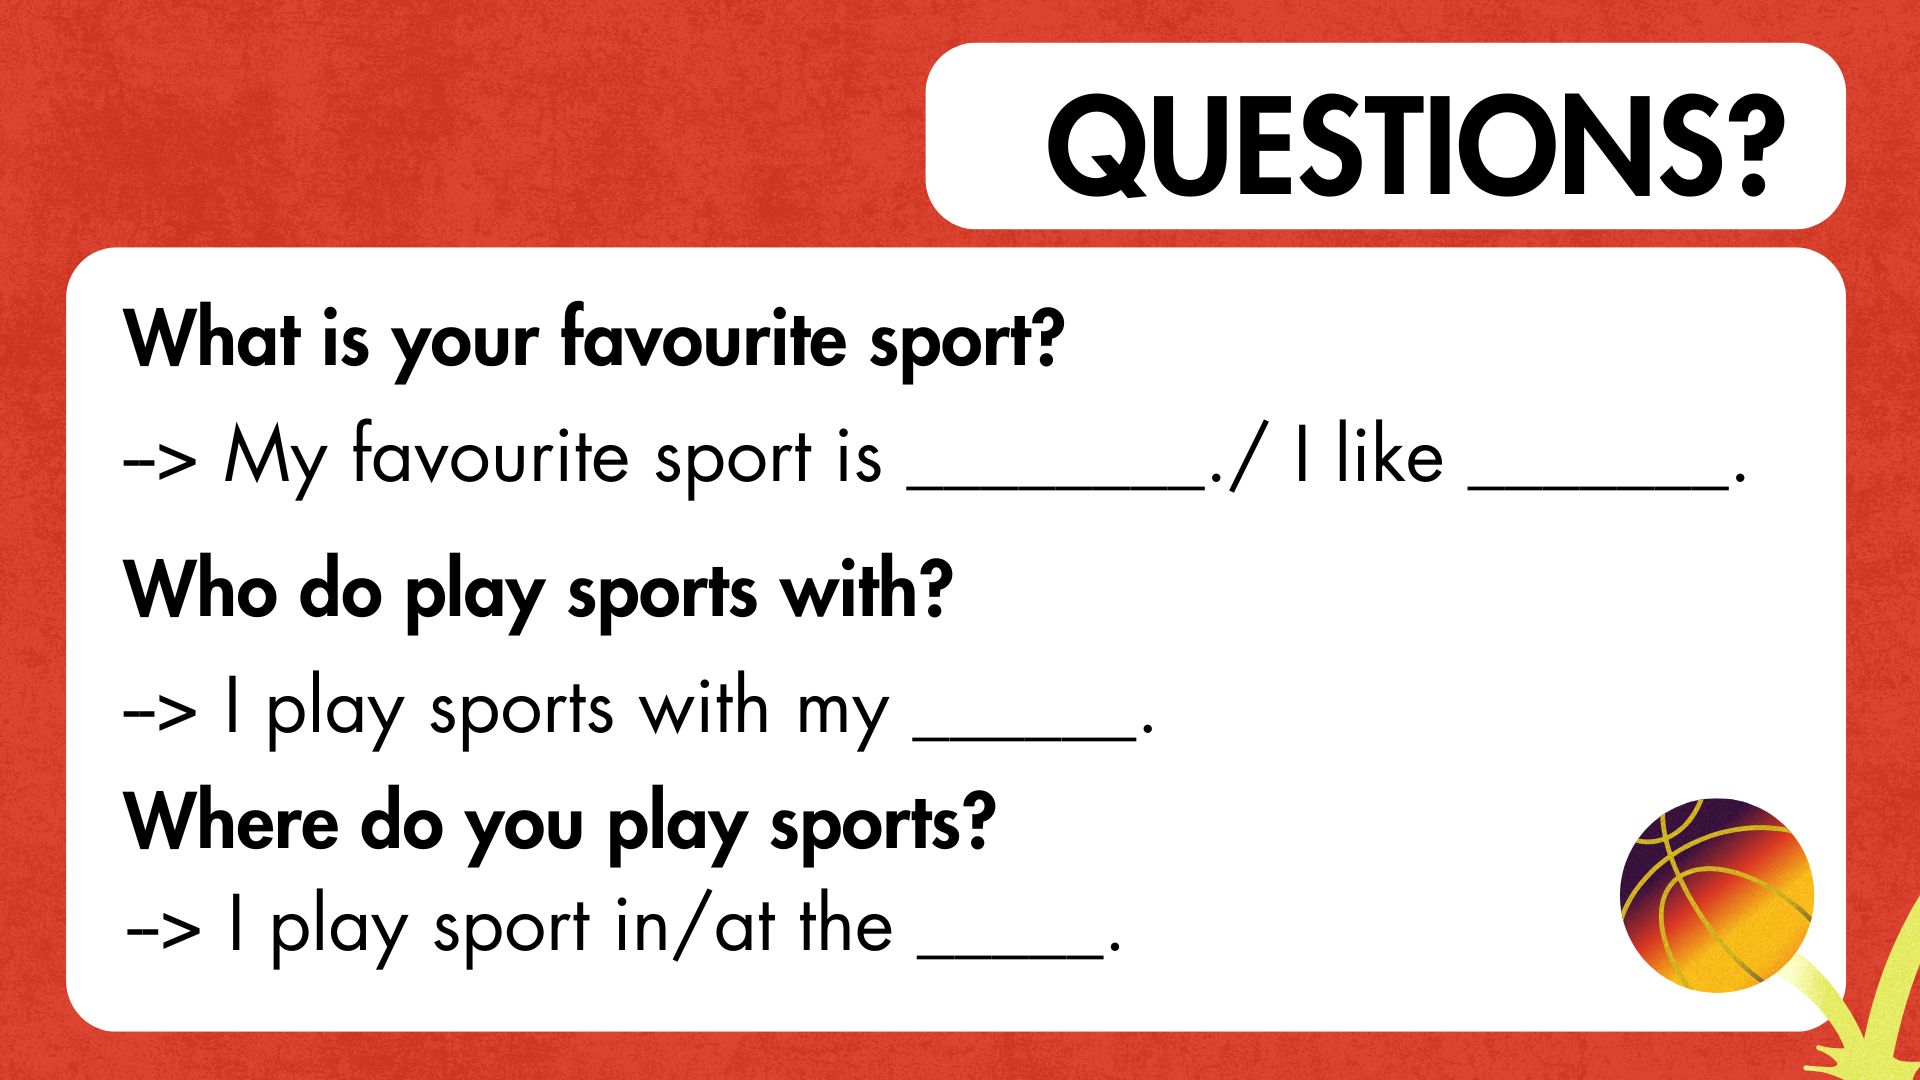 QUESTIONS?
What is your favourite sport?
--> My favourite sport is ________./ I like _______.
Who do play sports with?
--> I play sports with my ______.
Where do you play sports?
--> I play sport in/at the _____.